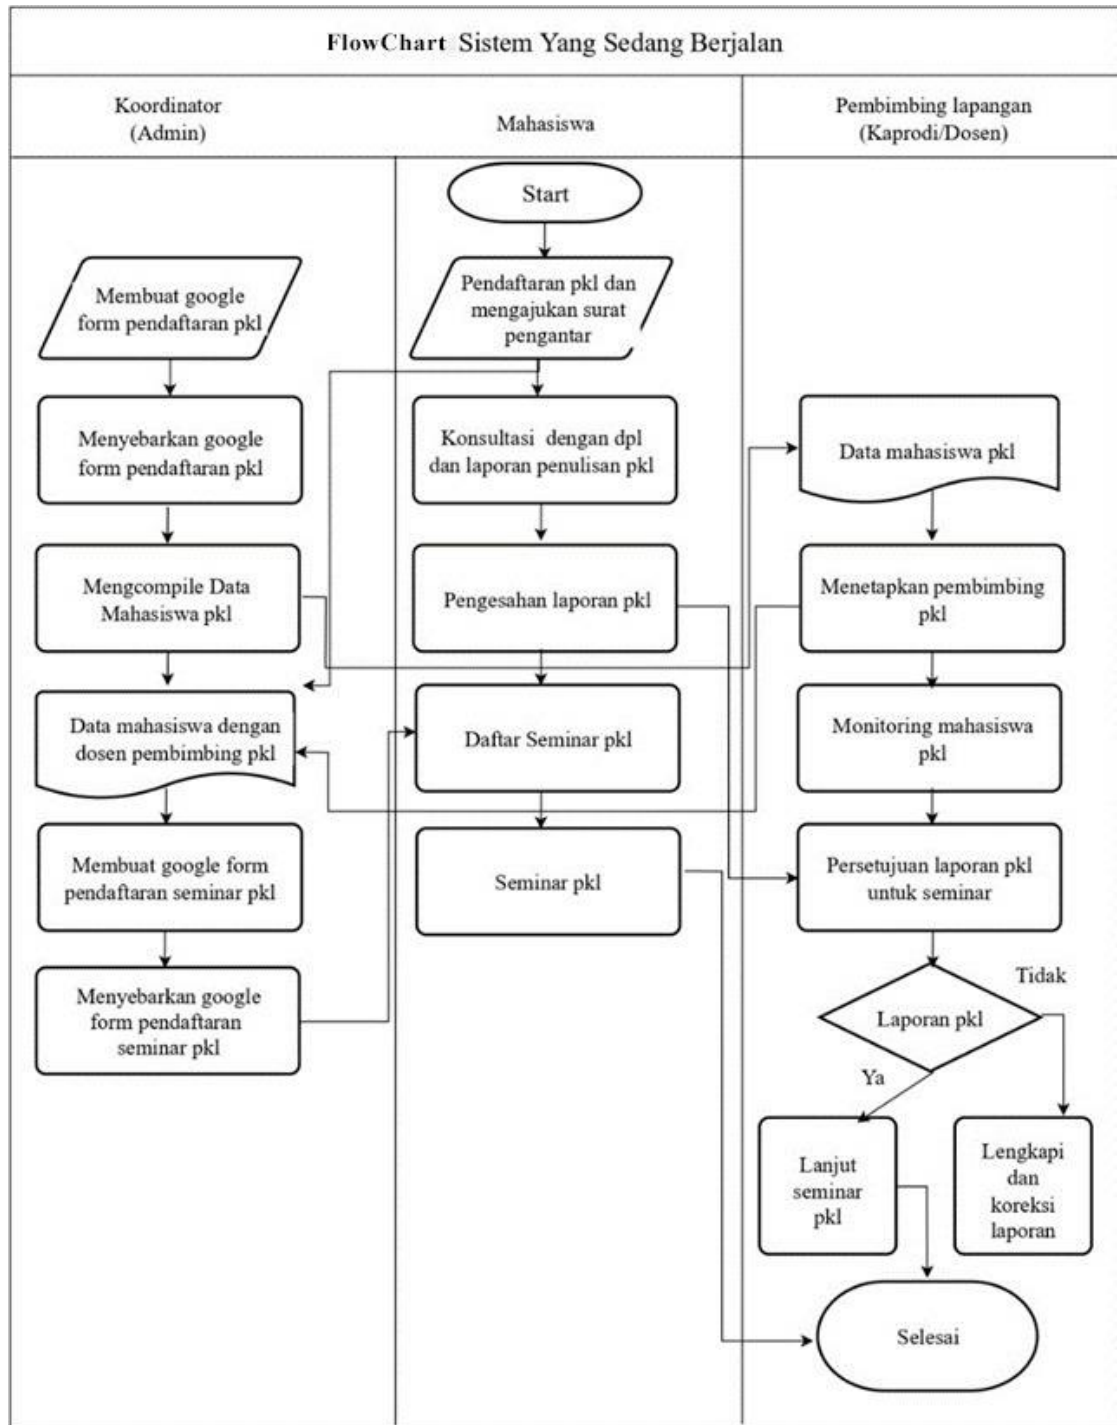 FlowChart Sistem Yang Sedang Berjalan
Koordinator
(Admin)
Mahasiswa
Pembimbing lapangan
(Kaprodi/Dosen)
Membuat google
form pendaftaran pkl
Menyebarkan google
form pendaftaran pkl
Mengcompile Data
Mahasiswa pkl
Data mahasiswa dengan
dosen pembimbing pkl
Membuat google form
pendaftaran seminar pkl
Menyebarkan google
form pendaftaran
seminar pkl
Start
Pendaftaran pkl dan
mengajukan surat
pengantar
Konsultasi dengan dpl
dan laporan penulisan pkl
Pengesahan laporan pkl
Daftar Seminar pkl
Seminar pkl
Data mahasiswa pkl
Menetapkan pembimbing
pkl
Monitoring mahasiswa
pkl
Persetujuan laporan pkl
untuk seminar
Laporan pkl
Tidak
Ya
Lanjut
seminar
pkl
Lengkapi
dan
koreksi
laporan
Selesai